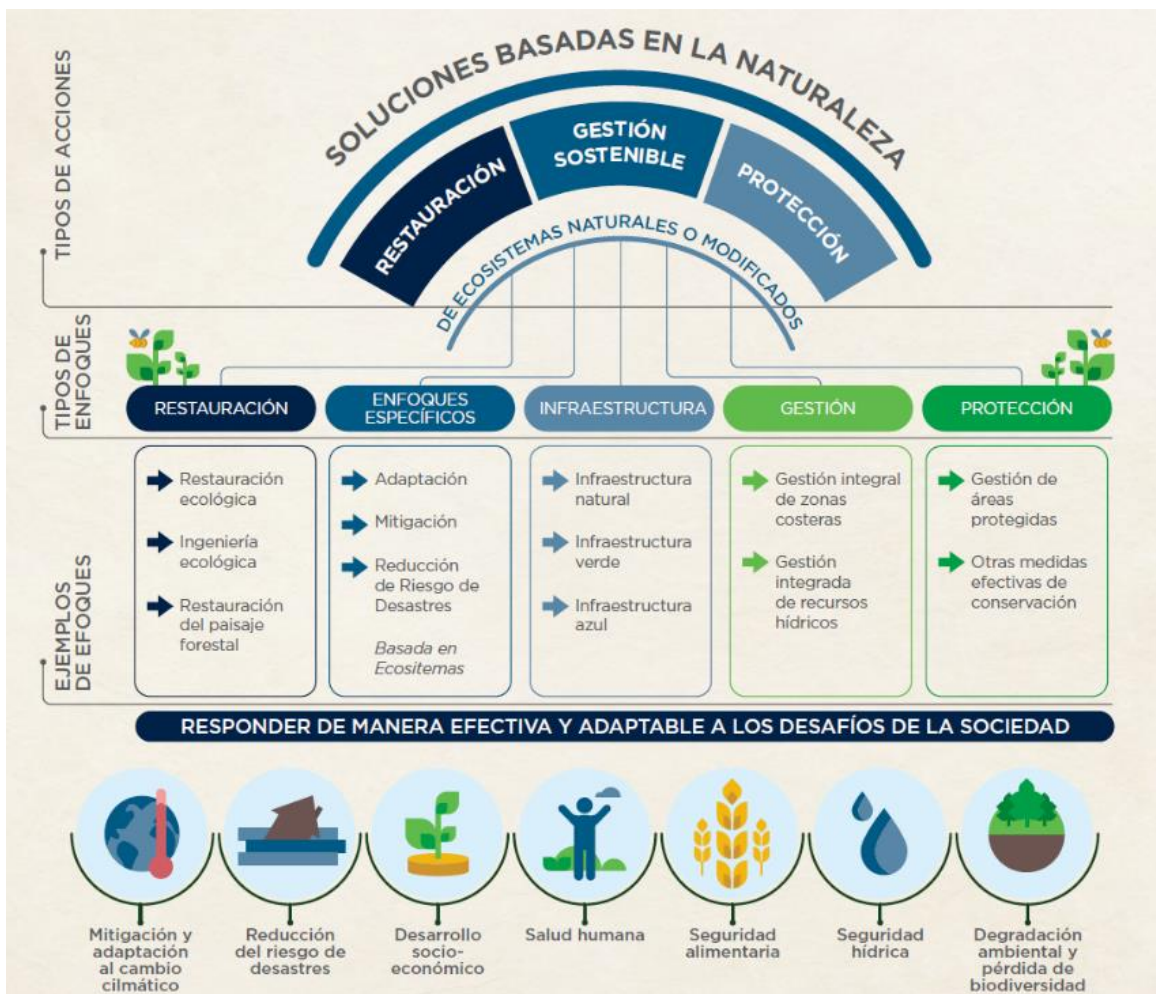 SOLUCIONES BASADAS EN LA NATURALEZA
TIPOS DE ACCIONES
RESTAURACIÓN
GESTIÓN
SOSTENIBLE
PROTECCIÓN
DE ECOSISTEMAS NATURALES O MODIFICADOS
TIPOS DE
ENFOQUES
RESTAURACIÓN
ENFOQUES
ESPECÍFICOS
INFRAESTRUCTURA
GESTIÓN
PROTECCIÓN
EJEMPLOS
DE EFOQUES
Restauración
ecológica
Ingeniería
ecológica
Restauración
del paisaje
forestal
Adaptación
Mitigación
Reducción
de Riesgo de
Desastres
Basada en
Ecositemas
Infraestructura
natural
Infraestructura
verde
Infraestructura
azul
Gestión integral
de zonas
costeras
Gestión
integrada
de recursos
hídricos
Gestión de
áreas
protegidas
Otras medidas
efectivas de
conservación
RESPONDER DE MANERA EFECTIVA Y ADAPTABLE A LOS DESAFÍOS DE LA SOCIEDAD
Mitigación y
adaptación
al cambio
cilmático
Reducción
del riesgo de
desastres
Desarrollo
socio-
económico
Salud humana
Seguridad
alimentaria
Seguridad
hídrica
Degradación
ambiental y
pérdida de
biodiversidad